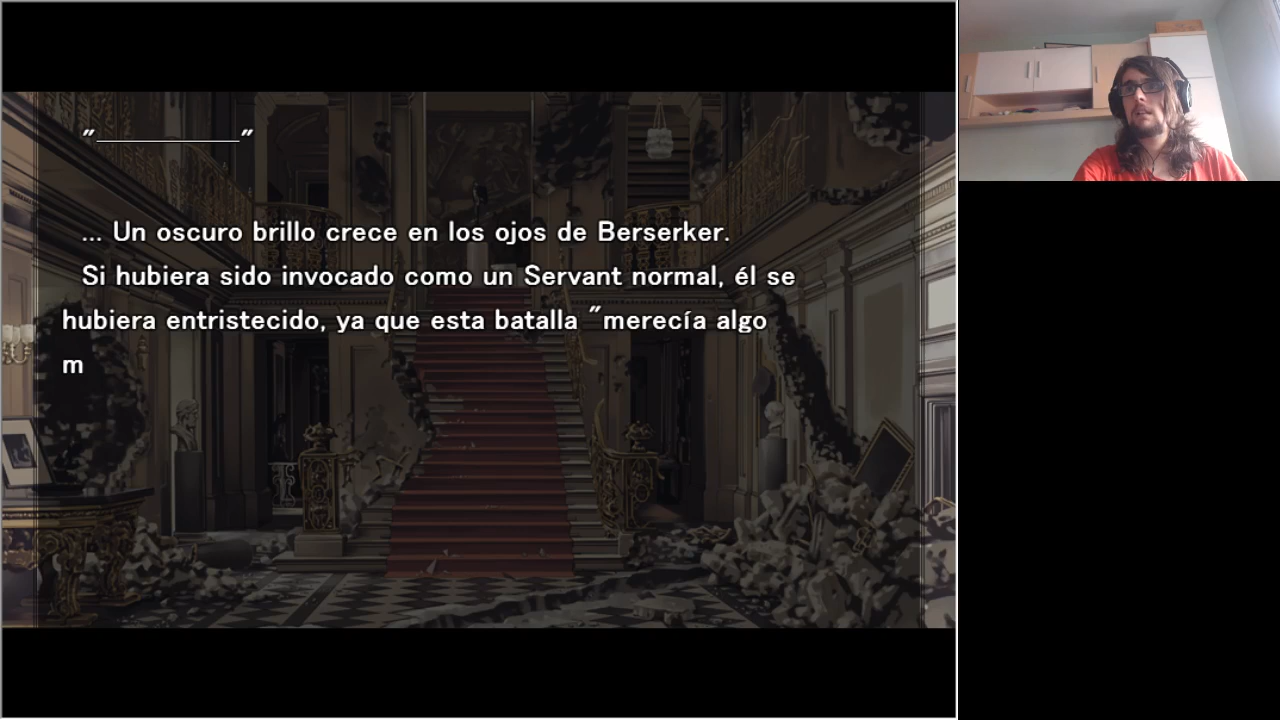 "__________"
... Un oscuro brillo crece en los ojos de Berserker.
Si hubiera sido invocado como un Servant normal, él se
hubiera entristecido, ya que esta batalla "merecía algo
m